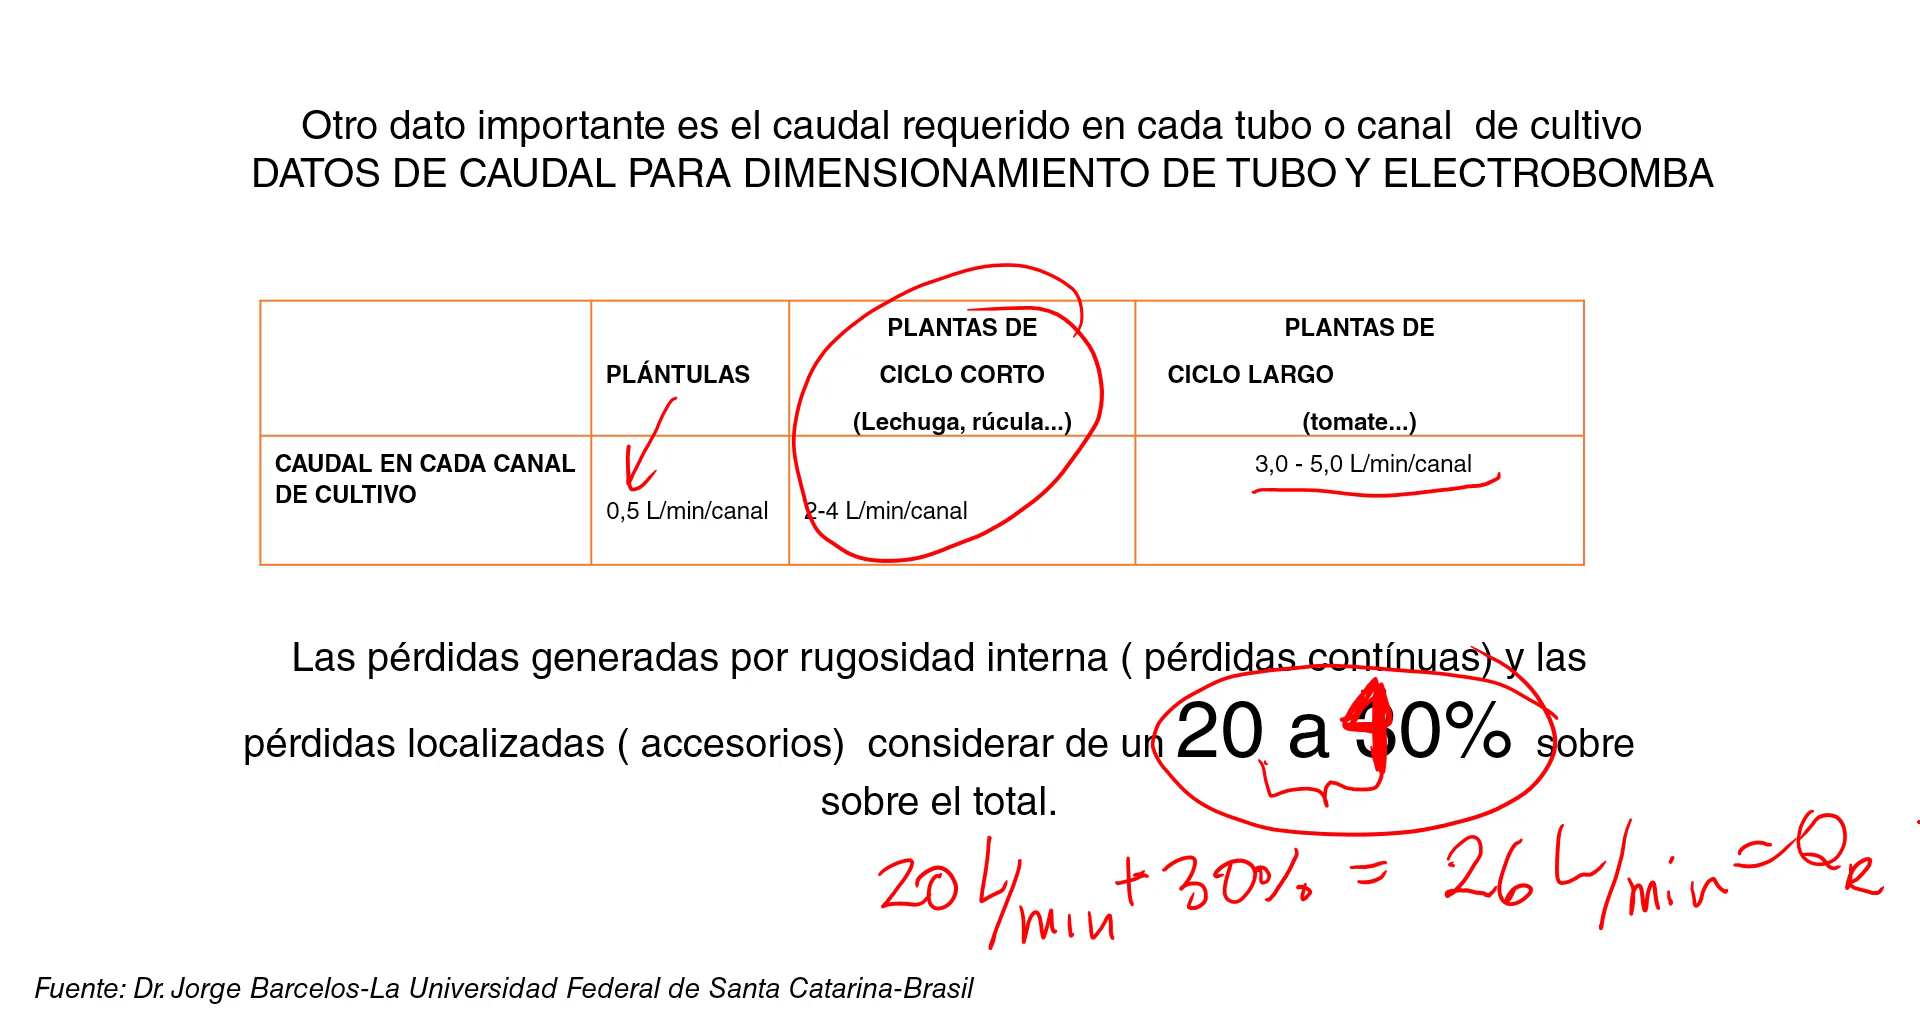 Otro dato importante es el caudal requerido en cada tubo o canal de cultivo
DATOS DE CAUDAL PARA DIMENSIONAMIENTO DE TUBO Y ELECTROBOMBA
PLÁNTULAS
PLANTAS DE
CICLO CORTO
(Lechuga, rúcula...)
PLANTAS DE
CICLO LARGO
(tomate...)
CAUDAL EN CADA CANAL
DE CULTIVO
0,5 L/min/canal
2-4 L/min/canal
3,0 - 5,0 L/min/canal
Las pérdidas generadas por rugosidad interna ( pérdidas contínuas) y las
pérdidas localizadas ( accesorios) considerar de un 20 a 40% sobre
sobre el total.
20 L/min + 30% = 26 L/min = QR
Fuente: Dr. Jorge Barcelos-La Universidad Federal de Santa Catarina-Brasil